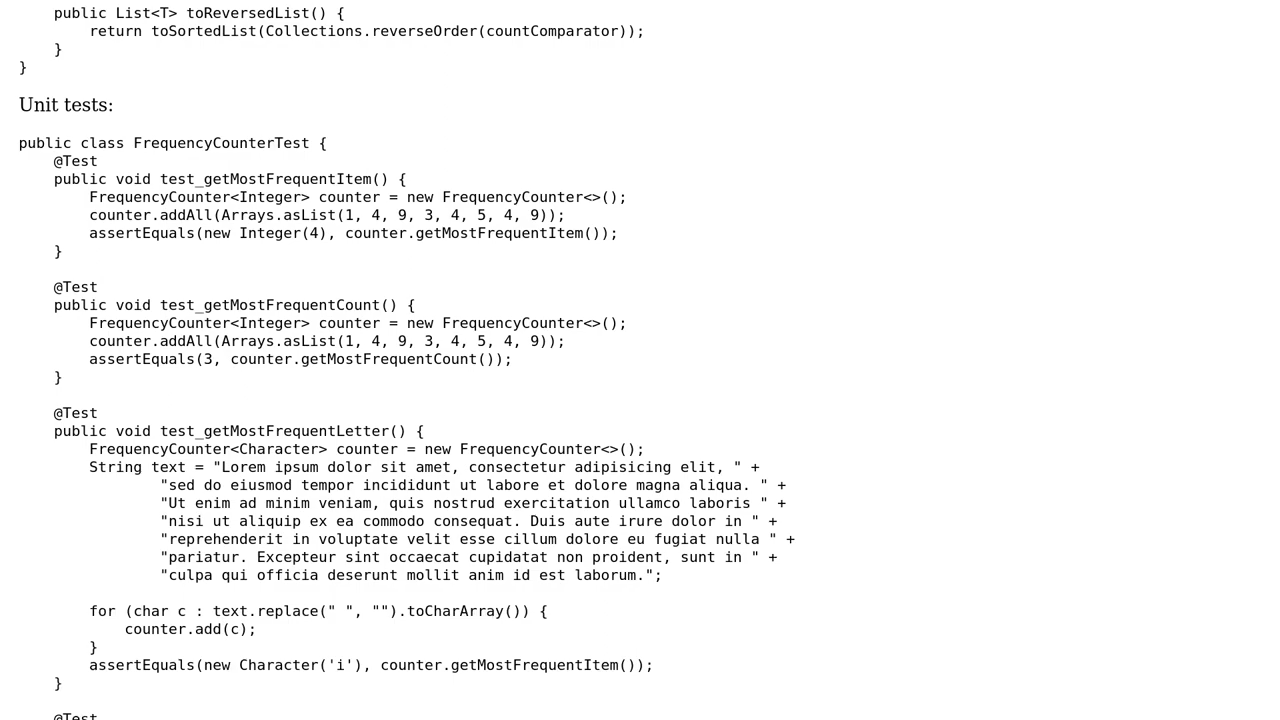 public List<T> toReversedList() {
        return toSortedList(Collections.reverseOrder(countComparator));
    }
}
Unit tests:
public class FrequencyCounterTest {
    @Test
    public void test_getMostFrequentItem() {
        FrequencyCounter<Integer> counter = new FrequencyCounter<>();
        counter.addAll(Arrays.asList(1, 4, 9, 3, 4, 5, 4, 9));
        assertEquals(new Integer(4), counter.getMostFrequentItem());
    }

    @Test
    public void test_getMostFrequentCount() {
        FrequencyCounter<Integer> counter = new FrequencyCounter<>();
        counter.addAll(Arrays.asList(1, 4, 9, 3, 4, 5, 4, 9));
        assertEquals(3, counter.getMostFrequentCount());
    }

    @Test
    public void test_getMostFrequentLetter() {
        FrequencyCounter<Character> counter = new FrequencyCounter<>();
        String text = "Lorem ipsum dolor sit amet, consectetur adipisicing elit, " +
                "sed do eiusmod tempor incididunt ut labore et dolore magna aliqua. " +
                "Ut enim ad minim veniam, quis nostrud exercitation ullamco laboris " +
                "nisi ut aliquip ex ea commodo consequat. Duis aute irure dolor in " +
                "reprehenderit in voluptate velit esse cillum dolore eu fugiat nulla " +
                "pariatur. Excepteur sint occaecat cupidatat non proident, sunt in " +
                "culpa qui officia deserunt mollit anim id est laborum.";

        for (char c : text.replace(" ", "").toCharArray()) {
            counter.add(c);
        }
        assertEquals(new Character('i'), counter.getMostFrequentItem());
    }

    @Test